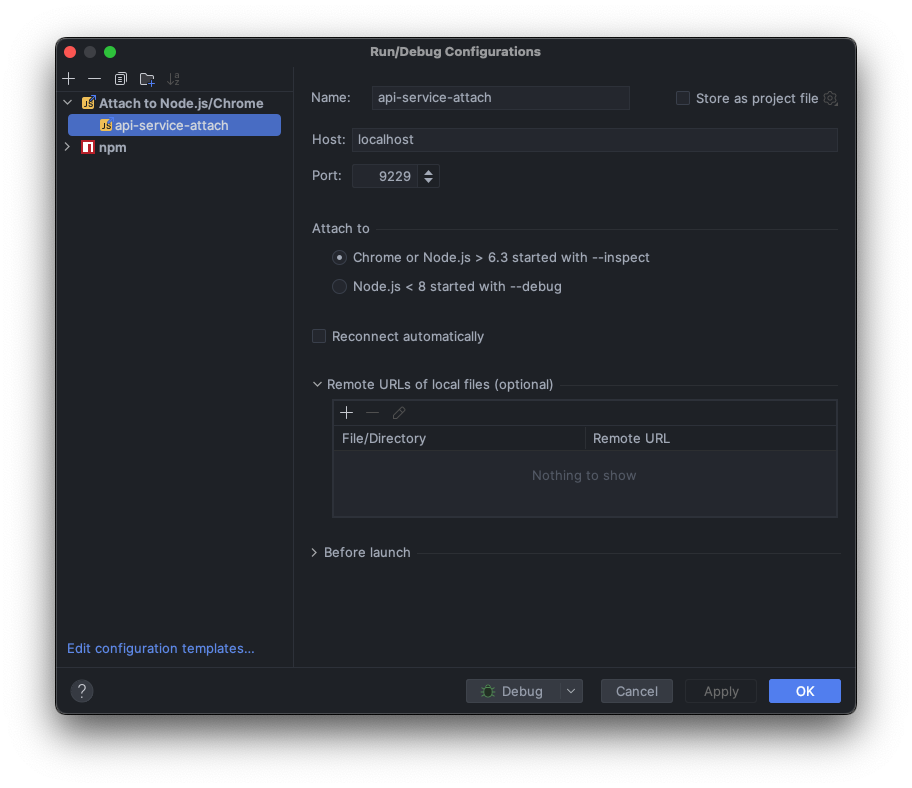 Run/Debug Configurations
Attach to Node.js/Chrome
api-service-attach
npm
Edit configuration templates...
Name: api-service-attach Store as project file
Host: localhost
Port: 9229
Attach to
Chrome or Node.js > 6.3 started with --inspect
Node.js < 8 started with --debug
Reconnect automatically
Remote URLs of local files (optional)
File/Directory Remote URL
Nothing to show
Before launch
? Debug Cancel Apply OK